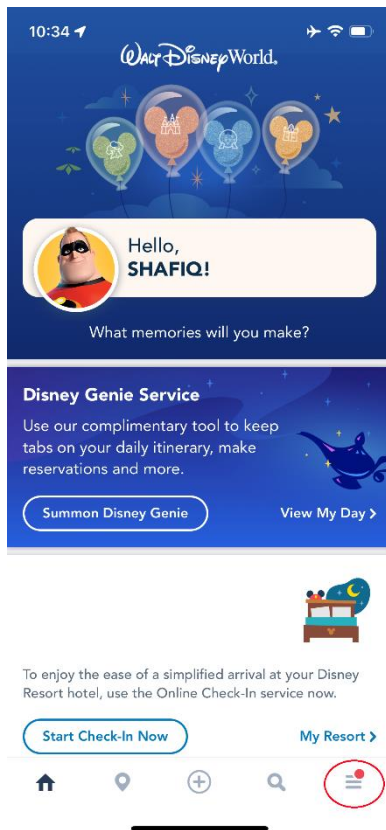 10:34
WALT DISNEY World.
Hello,
SHAFIQ!
What memories will you make?
Disney Genie Service
Use our complimentary tool to keep
tabs on your daily itinerary, make
reservations and more.
Summon Disney Genie
View My Day >
To enjoy the ease of a simplified arrival at your Disney
Resort hotel, use the Online Check-In service now.
Start Check-In Now
My Resort >